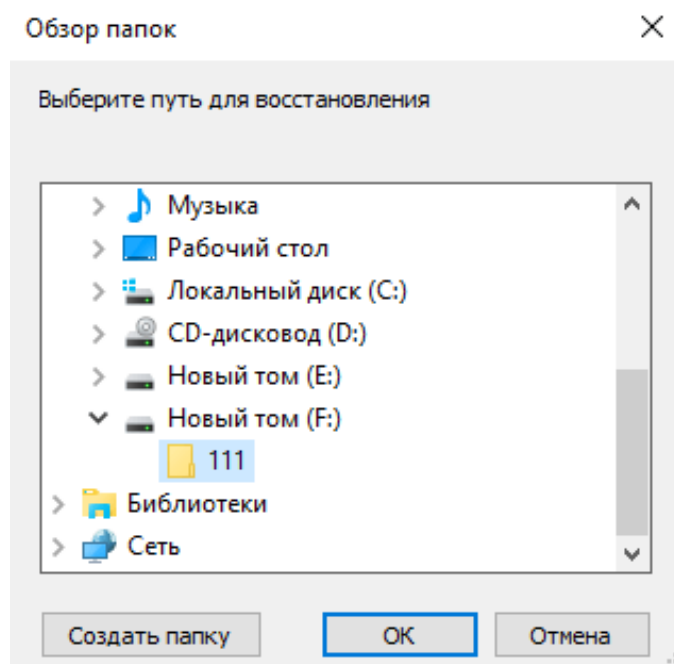 Обзор папок
Выберите путь для восстановления
Музыка
Рабочий стол
Локальный диск (C:)
CD-дисковод (D:)
Новый том (E:)
Новый том (F:)
111
Библиотеки
Сеть
Создать папку ОК Отмена